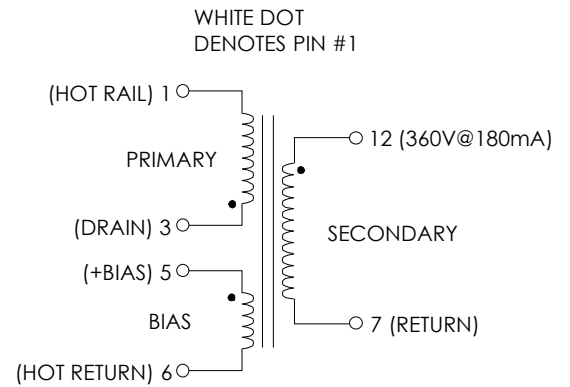 WHITE DOT
DENOTES PIN #1
(HOT RAIL) 1
12 (360V@180mA)
PRIMARY
(DRAIN) 3
SECONDARY
(+BIAS) 5
BIAS
7 (RETURN)
(HOT RETURN) 6